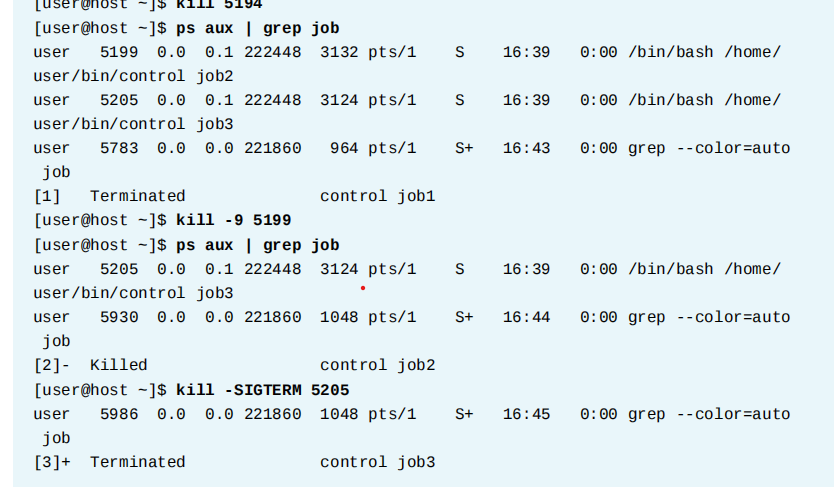 [user@host ~]$ kill 5194
[user@host ~]$ ps aux | grep job
user   5199  0.0  0.1 222448  3132 pts/1    S    16:39   0:00 /bin/bash /home/
user/bin/control job2
user   5205  0.0  0.1 222448  3124 pts/1    S    16:39   0:00 /bin/bash /home/
user/bin/control job3
user   5783  0.0  0.0 221860   964 pts/1    S+   16:43   0:00 grep --color=auto
 job
[1]   Terminated              control job1
[user@host ~]$ kill -9 5199
[user@host ~]$ ps aux | grep job
user   5205  0.0  0.1 222448  3124 pts/1    S    16:39   0:00 /bin/bash /home/
user/bin/control job3
user   5930  0.0  0.0 221860  1048 pts/1    S+   16:44   0:00 grep --color=auto
 job
[2]-  Killed                  control job2
[user@host ~]$ kill -SIGTERM 5205
user   5986  0.0  0.0 221860  1048 pts/1    S+   16:45   0:00 grep --color=auto
 job
[3]+  Terminated              control job3